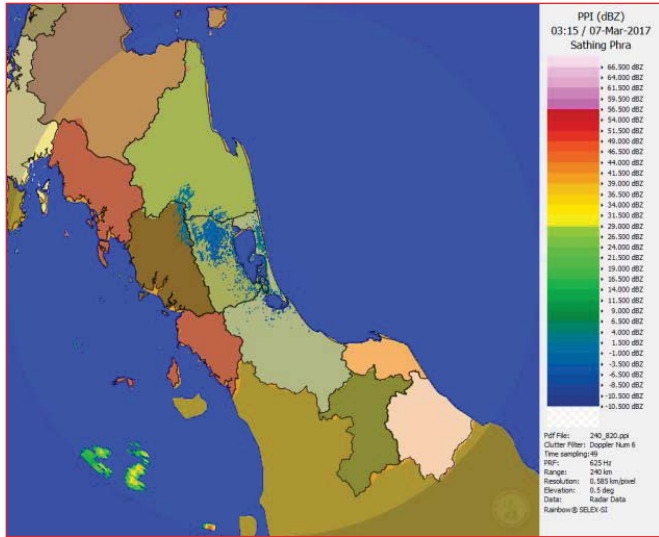 PPI (dBZ)
03:15 / 07-Mar-2017
Sathing Phra
66.500 dBZ
64.000 dBZ
61.500 dBZ
59.500 dBZ
56.500 dBZ
54.000 dBZ
51.500 dBZ
49.000 dBZ
46.500 dBZ
44.000 dBZ
41.500 dBZ
39.000 dBZ
36.500 dBZ
34.000 dBZ
31.500 dBZ
29.000 dBZ
26.500 dBZ
24.000 dBZ
21.500 dBZ
19.000 dBZ
16.500 dBZ
14.000 dBZ
11.500 dBZ
9.000 dBZ
6.500 dBZ
4.000 dBZ
1.500 dBZ
-1.000 dBZ
-3.500 dBZ
-6.000 dBZ
-8.500 dBZ
-10.500 dBZ
-10.500 dBZ
Pdf File: 240_820.ppi
Clutter Filter: Doppler Num 6
Time sampling:49
PRF: 625 Hz
Range: 240 km
Resolution: 0.585 km/pixel
Elevation: 0.5 deg
Data: Radar Data
Rainbow® SELEX-SI